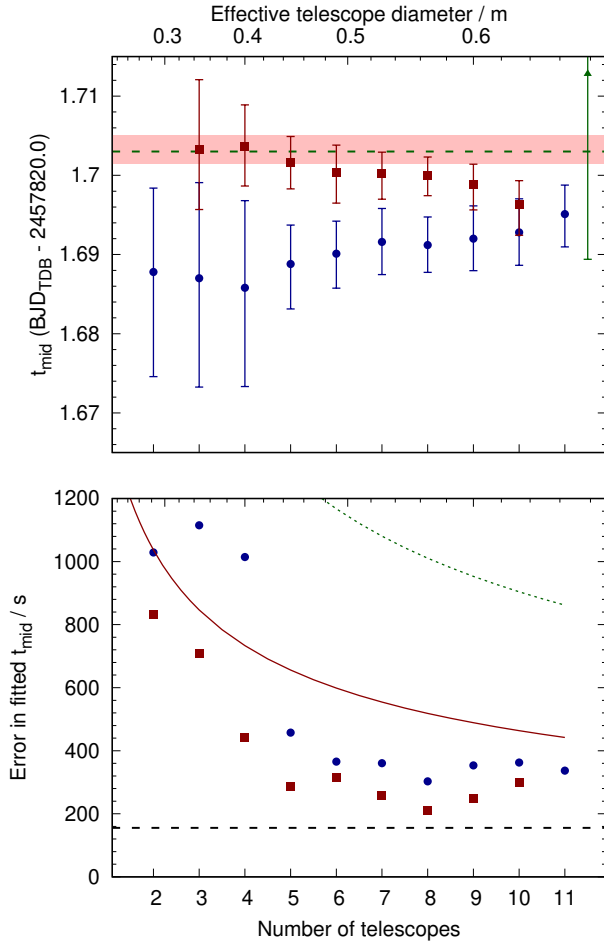 Effective telescope diameter / m
0.3 0.4 0.5 0.6
1.71
1.7
1.69
1.68
1.67
t_mid (BJD_TDB - 2457820.0)
1200
1000
800
600
400
200
0
Error in fitted t_mid / s
2 3 4 5 6 7 8 9 10 11
Number of telescopes